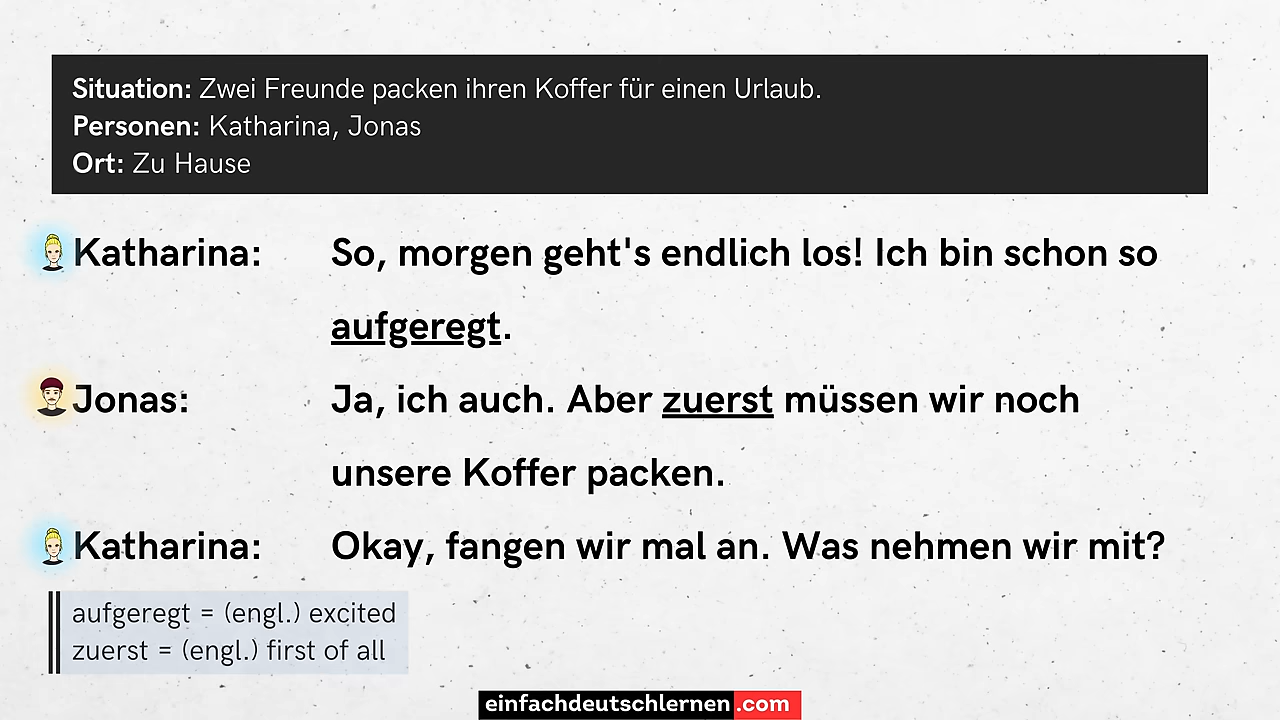 Situation: Zwei Freunde packen ihren Koffer für einen Urlaub.
Personen: Katharina, Jonas
Ort: Zu Hause
Katharina: So, morgen geht's endlich los! Ich bin schon so
aufgeregt.
Jonas: Ja, ich auch. Aber zuerst müssen wir noch
unsere Koffer packen.
Katharina: Okay, fangen wir mal an. Was nehmen wir mit?
aufgeregt = (engl.) excited
zuerst = (engl.) first of all
einfachdeutschlernen.com